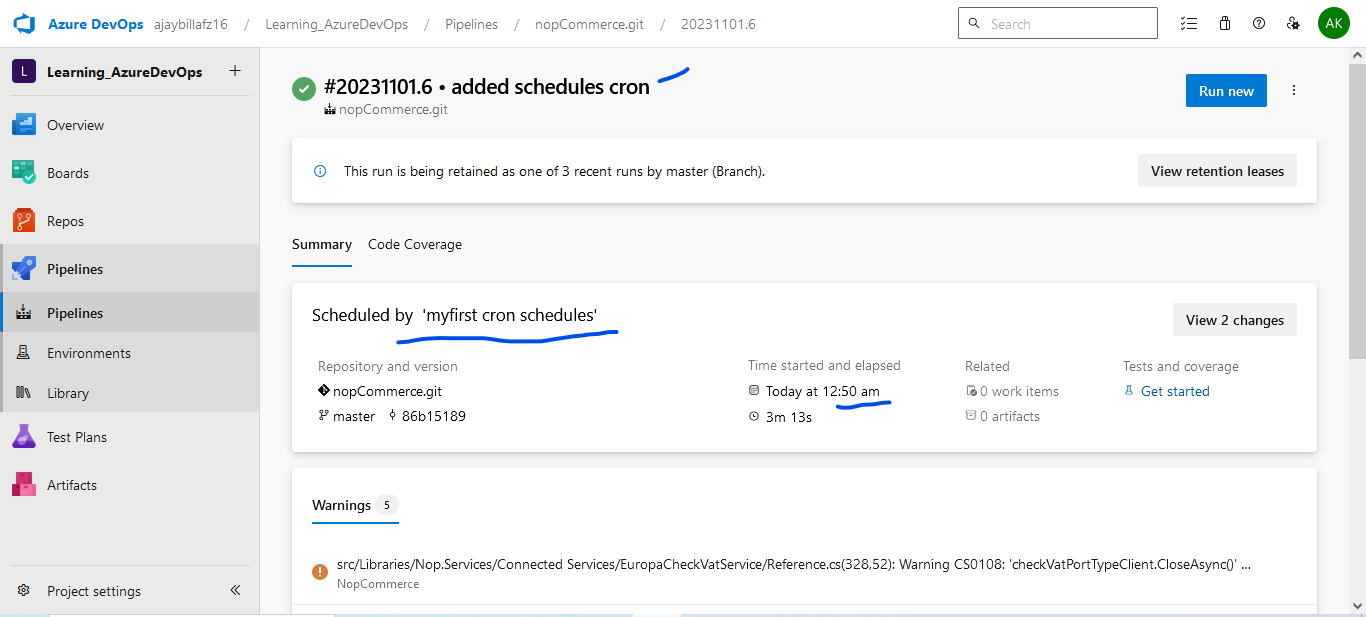 Azure DevOps ajaybillafz16 / Learning_AzureDevOps / Pipelines / nopCommerce.git / 20231101.6 Search AK
L Learning_AzureDevOps +
Overview
Boards
Repos
Pipelines
Pipelines
Environments
Library
Test Plans
Artifacts
Project settings
#20231101.6 • added schedules cron
nopCommerce.git
Run new
This run is being retained as one of 3 recent runs by master (Branch).
View retention leases
Summary Code Coverage
Scheduled by 'myfirst cron schedules'
View 2 changes
Repository and version
nopCommerce.git
master 86b15189
Time started and elapsed
Today at 12:50 am
3m 13s
Related
0 work items
0 artifacts
Tests and coverage
Get started
Warnings 5
src/Libraries/Nop.Services/Connected Services/EuropaCheckVatService/Reference.cs(328,52): Warning CS0108: 'checkVatPortTypeClient.CloseAsync()' ...
NopCommerce